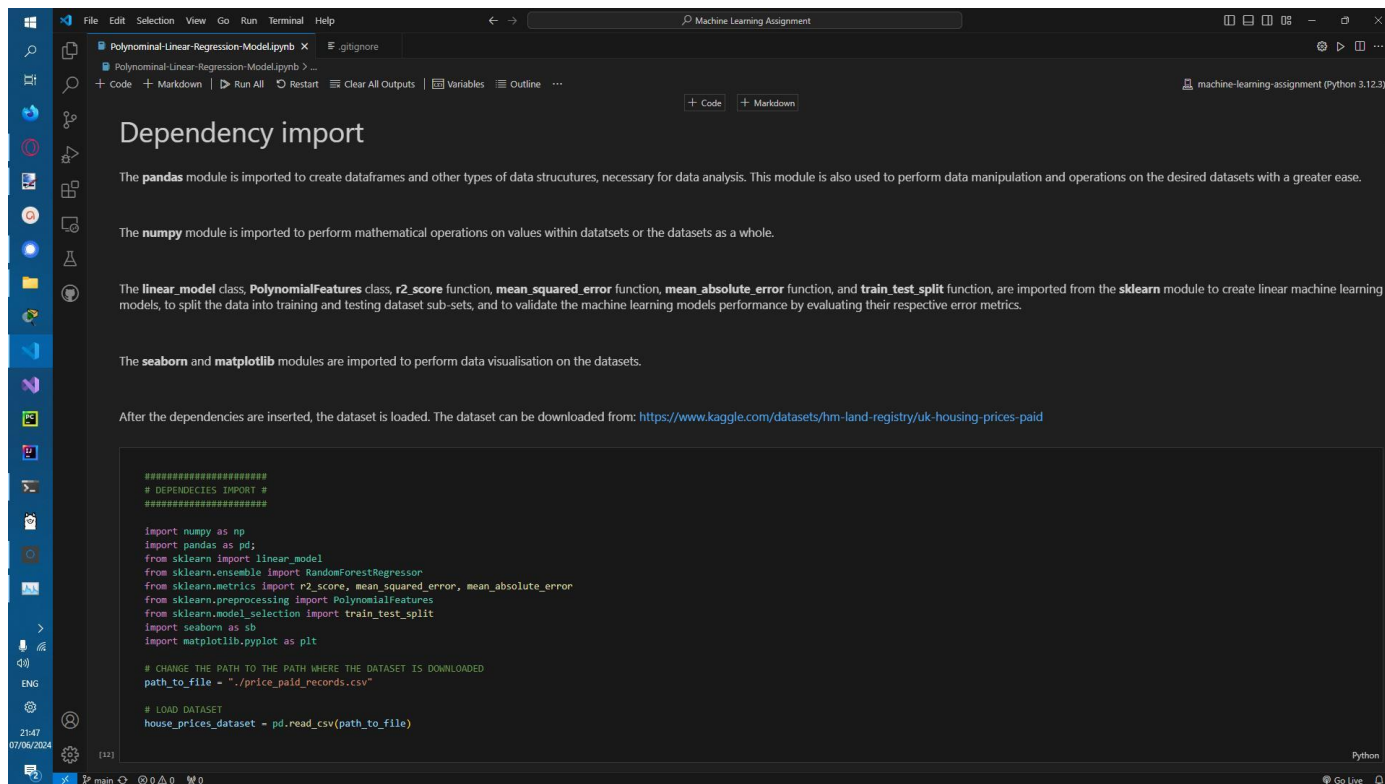 File Edit Selection View Go Run Terminal Help
Machine Learning Assignment
Polynominal-Linear-Regression-Model.ipynb
.gitignore
Polynominal-Linear-Regression-Model.ipynb > ...
+ Code + Markdown | Run All Restart Clear All Outputs | Variables Outline ...
machine-learning-assignment (Python 3.12.3)
+ Code + Markdown
Dependency import
The pandas module is imported to create dataframes and other types of data strucutures, necessary for data analysis. This module is also used to perform data manipulation and operations on the desired datasets with a greater ease.
The numpy module is imported to perform mathematical operations on values within datatsets or the datasets as a whole.
The linear_model class, PolynomialFeatures class, r2_score function, mean_squared_error function, mean_absolute_error function, and train_test_split function, are imported from the sklearn module to create linear machine learning
models, to split the data into training and testing dataset sub-sets, and to validate the machine learning models performance by evaluating their respective error metrics.
The seaborn and matplotlib modules are imported to perform data visualisation on the datasets.
After the dependencies are inserted, the dataset is loaded. The dataset can be downloaded from: https://www.kaggle.com/datasets/hm-land-registry/uk-housing-prices-paid
######################
# DEPENDECIES IMPORT #
######################
import numpy as np
import pandas as pd;
from sklearn import linear_model
from sklearn.ensemble import RandomForestRegressor
from sklearn.metrics import r2_score, mean_squared_error, mean_absolute_error
from sklearn.preprocessing import PolynomialFeatures
from sklearn.model_selection import train_test_split
import seaborn as sb
import matplotlib.pyplot as plt
# CHANGE THE PATH TO THE PATH WHERE THE DATASET IS DOWNLOADED
path_to_file = "./price_paid_records.csv"
# LOAD DATASET
house_prices_dataset = pd.read_csv(path_to_file)
[12]
Python
main 0 0 0
Go Live
ENG
21:47
07/06/2024
2
PC
IJ